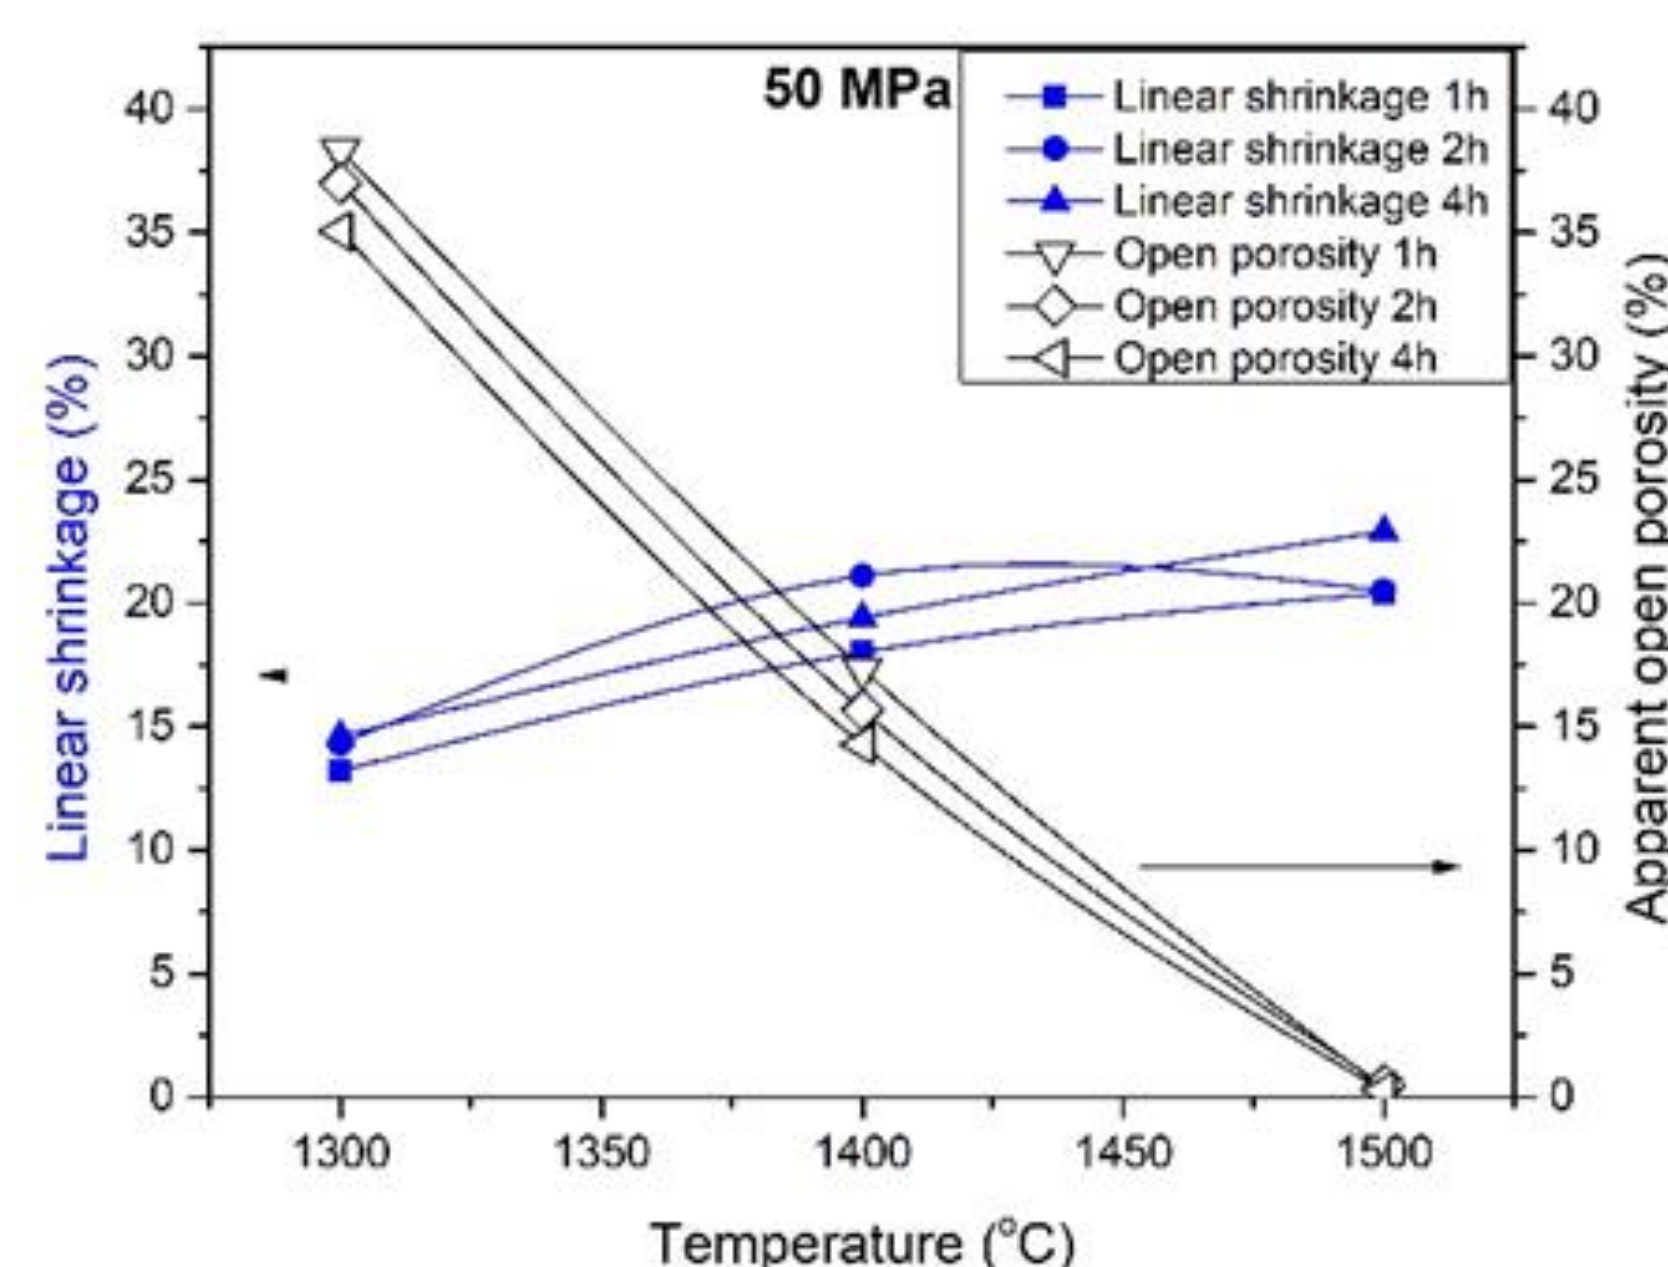 50 MPa
Linear shrinkage 1h
Linear shrinkage 2h
Linear shrinkage 4h
Open porosity 1h
Open porosity 2h
Open porosity 4h
Linear shrinkage (%)
40
35
30
25
20
15
10
5
0
40
35
30
25
20
15
10
5
0
Apparent open porosity (%)
1300
1350
1400
1450
1500
Temperature (°C)